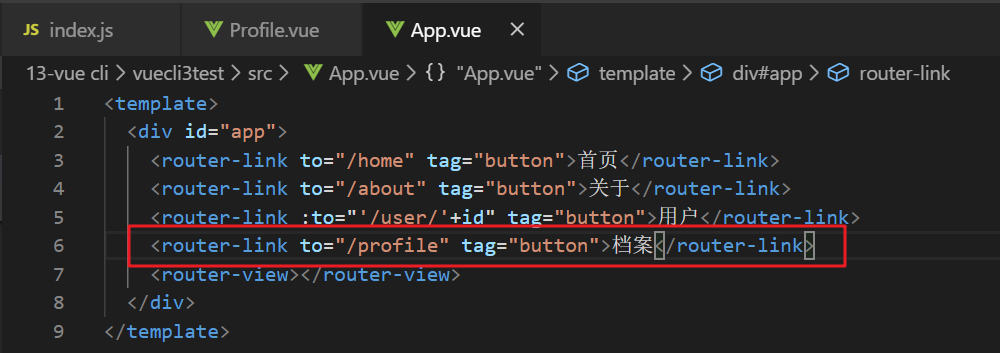 JS index.js Profile.vue App.vue ×
13-vue cli > vuecli3test > src > App.vue > {} "App.vue" > template > div#app > router-link
1 <template>
2 <div id="app">
3 <router-link to="/home" tag="button">首页</router-link>
4 <router-link to="/about" tag="button">关于</router-link>
5 <router-link :to="'/user/'+id" tag="button">用户</router-link>
6 <router-link to="/profile" tag="button">档案</router-link>
7 <router-view></router-view>
8 </div>
9 </template>